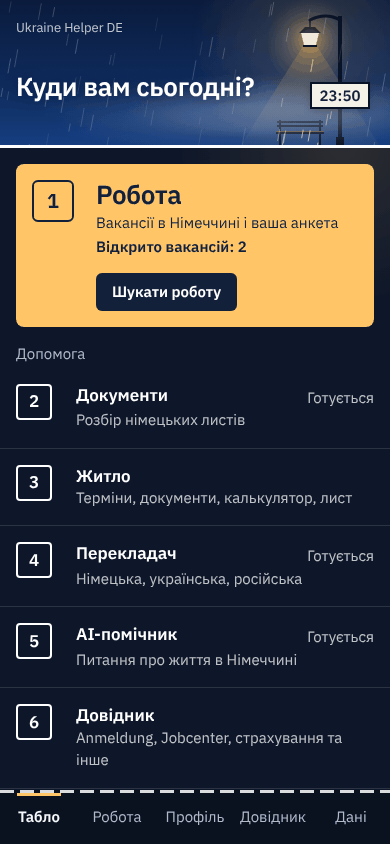 Ukraine Helper DE
Куди вам сьогодні?
23:50
1
Робота
Вакансії в Німеччині і ваша анкета
Відкрито вакансій: 2
Шукати роботу
Допомога
2
Документи
Готується
Розбір німецьких листів
3
Житло
Терміни, документи, калькулятор, лист
4
Перекладач
Готується
Німецька, українська, російська
5
AI-помічник
Готується
Питання про життя в Німеччині
6
Довідник
Anmeldung, Jobcenter, страхування та
інше
Табло
Робота
Профіль
Довідник
Дані